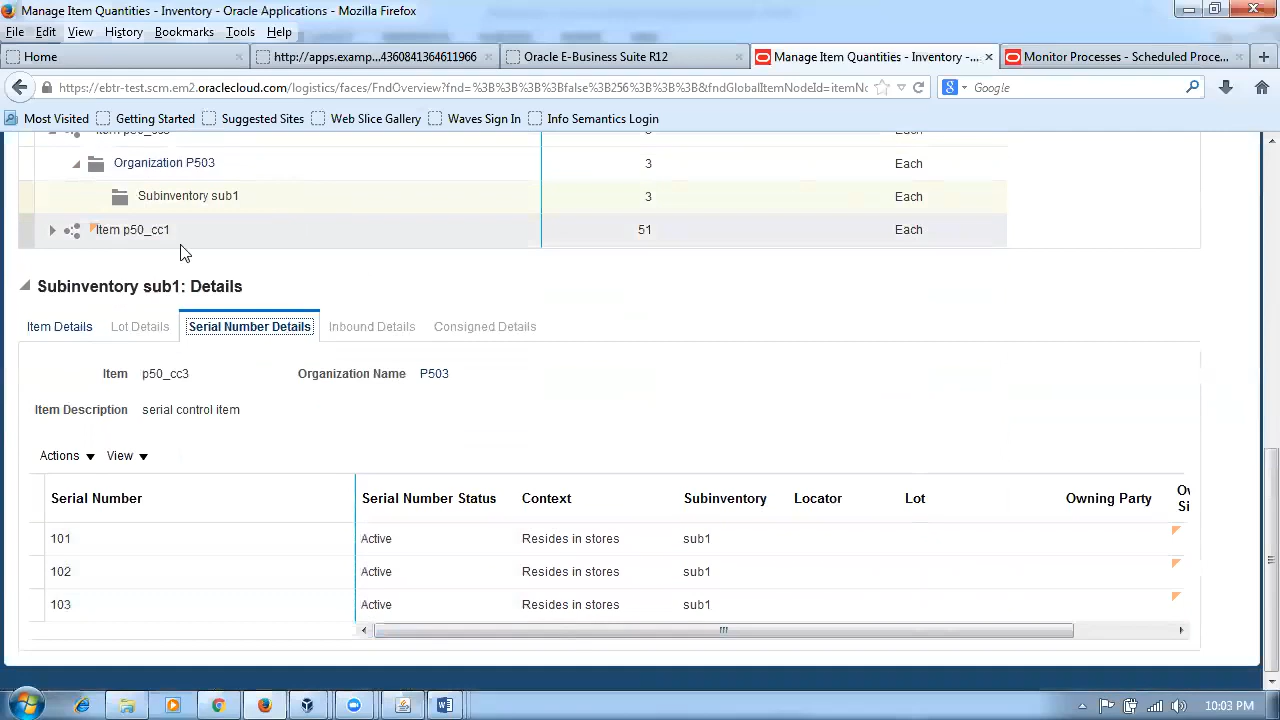 Manage Item Quantities - Inventory - Oracle Applications - Mozilla Firefox
File Edit View History Bookmarks Tools Help
Home
http://apps.examp...4360841364611966
Oracle E-Business Suite R12
Manage Item Quantities - Inventory -...
Monitor Processes - Scheduled Proce...
https://ebtr-test.scm.em2.oraclecloud.com/logistics/faces/FndOverview?fnd=%3B%3B%3B%3Bfalse%3B256%3B%3B%3B&fndGlobalItemNodeId=itemNo
Google
Most Visited Getting Started Suggested Sites Web Slice Gallery Waves Sign In Info Semantics Logon
Organization P503 3 Each
Subinventory sub1 3 Each
Item p50_cc1 51 Each
Subinventory sub1: Details
Item Details Lot Details Serial Number Details Inbound Details Consigned Details
Item p50_cc3 Organization Name P503
Item Description serial control item
Actions View
Serial Number Serial Number Status Context Subinventory Locator Lot Owning Party
101 Active Resides in stores sub1
102 Active Resides in stores sub1
103 Active Resides in stores sub1
10:03 PM